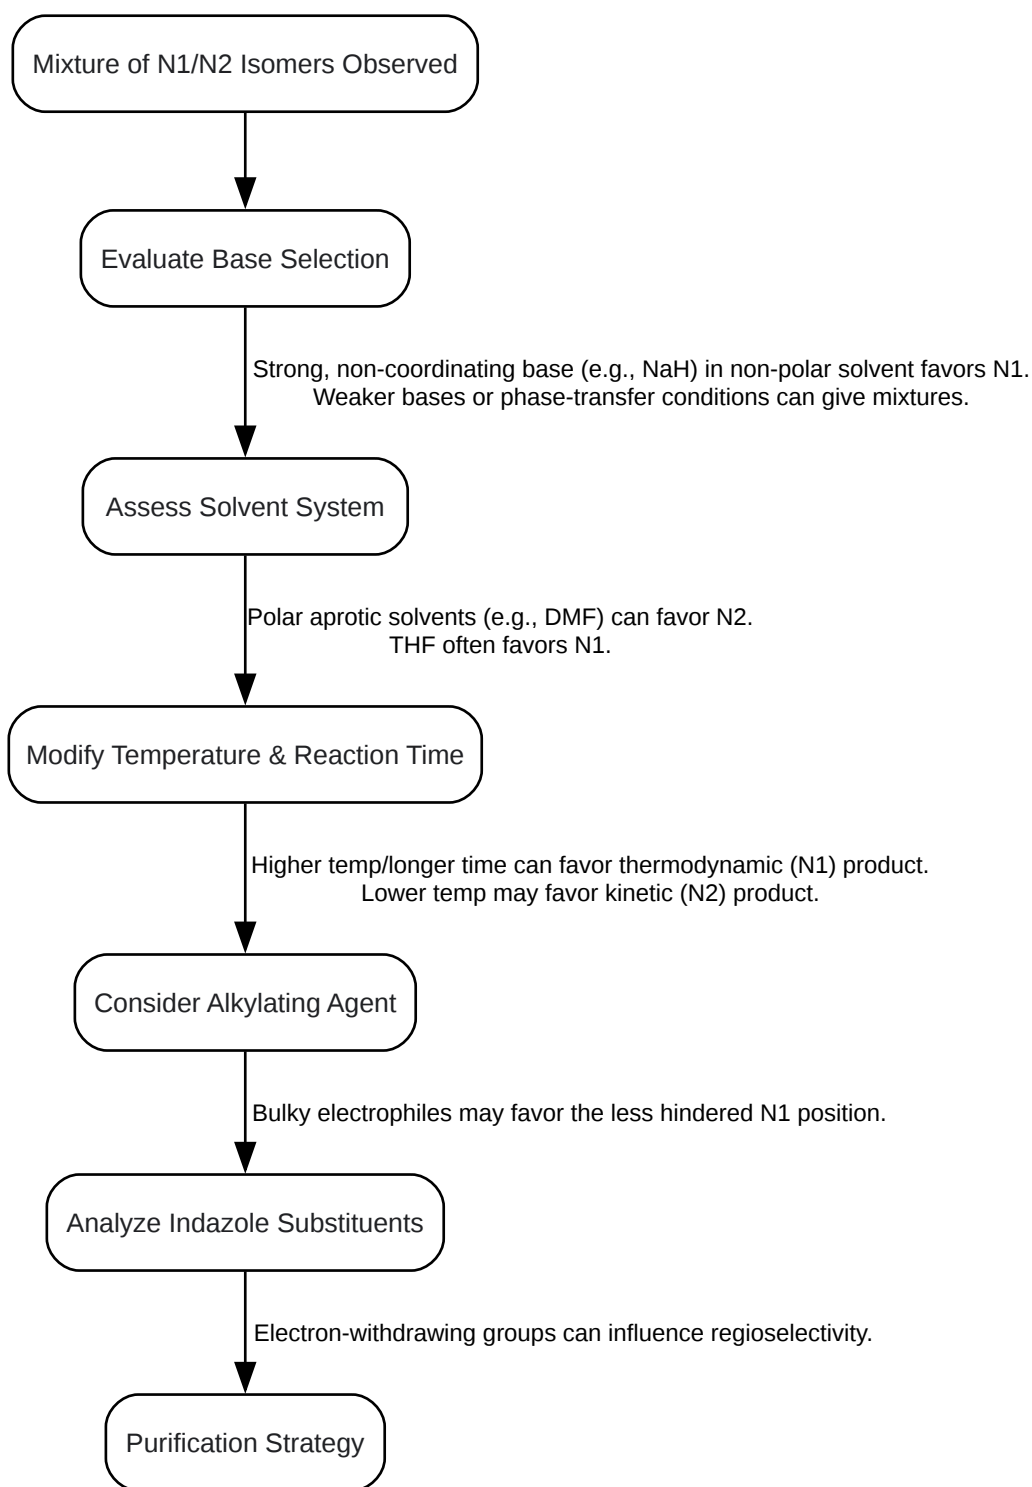 Mixture of N1/N2 Isomers Observed
Evaluate Base Selection
Strong, non-coordinating base (e.g., NaH) in non-polar solvent favors N1.
Weaker bases or phase-transfer conditions can give mixtures.
Assess Solvent System
Polar aprotic solvents (e.g., DMF) can favor N2.
THF often favors N1.
Modify Temperature & Reaction Time
Higher temp/longer time can favor thermodynamic (N1) product.
Lower temp may favor kinetic (N2) product.
Consider Alkylating Agent
Bulky electrophiles may favor the less hindered N1 position.
Analyze Indazole Substituents
Electron-withdrawing groups can influence regioselectivity.
Purification Strategy